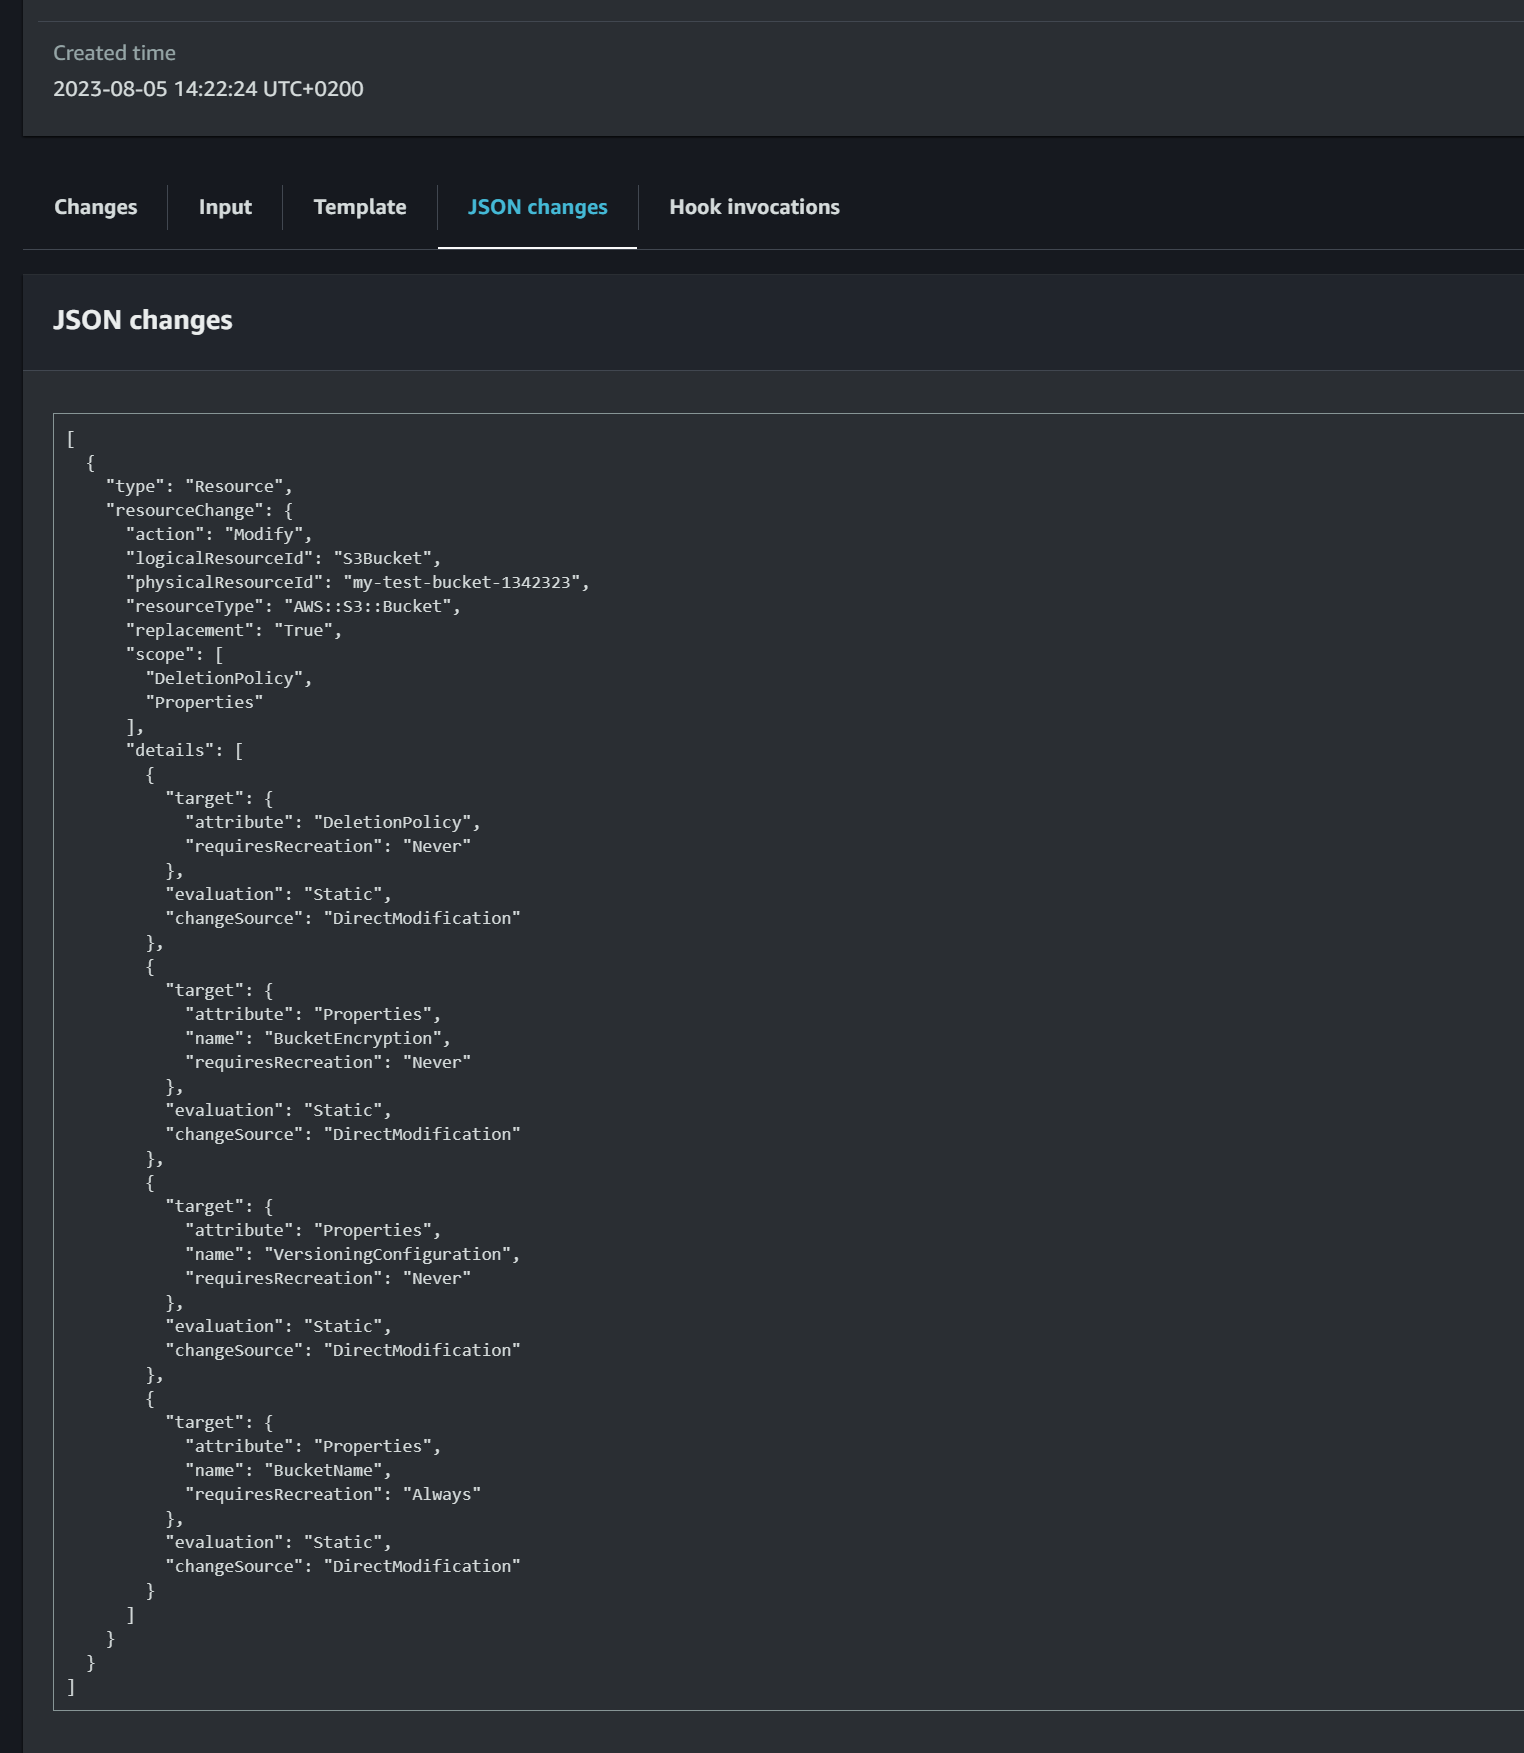 Created time
2023-08-05 14:22:24 UTC+0200
Changes
Input
Template
JSON changes
Hook invocations
JSON changes
[
  {
    "type": "Resource",
    "resourceChange": {
      "action": "Modify",
      "logicalResourceId": "S3Bucket",
      "physicalResourceId": "my-test-bucket-1342323",
      "resourceType": "AWS::S3::Bucket",
      "replacement": "True",
      "scope": [
        "DeletionPolicy",
        "Properties"
      ],
      "details": [
        {
          "target": {
            "attribute": "DeletionPolicy",
            "requiresRecreation": "Never"
          },
          "evaluation": "Static",
          "changeSource": "DirectModification"
        },
        {
          "target": {
            "attribute": "Properties",
            "name": "BucketEncryption",
            "requiresRecreation": "Never"
          },
          "evaluation": "Static",
          "changeSource": "DirectModification"
        },
        {
          "target": {
            "attribute": "Properties",
            "name": "VersioningConfiguration",
            "requiresRecreation": "Never"
          },
          "evaluation": "Static",
          "changeSource": "DirectModification"
        },
        {
          "target": {
            "attribute": "Properties",
            "name": "BucketName",
            "requiresRecreation": "Always"
          },
          "evaluation": "Static",
          "changeSource": "DirectModification"
        }
      ]
    }
  }
]